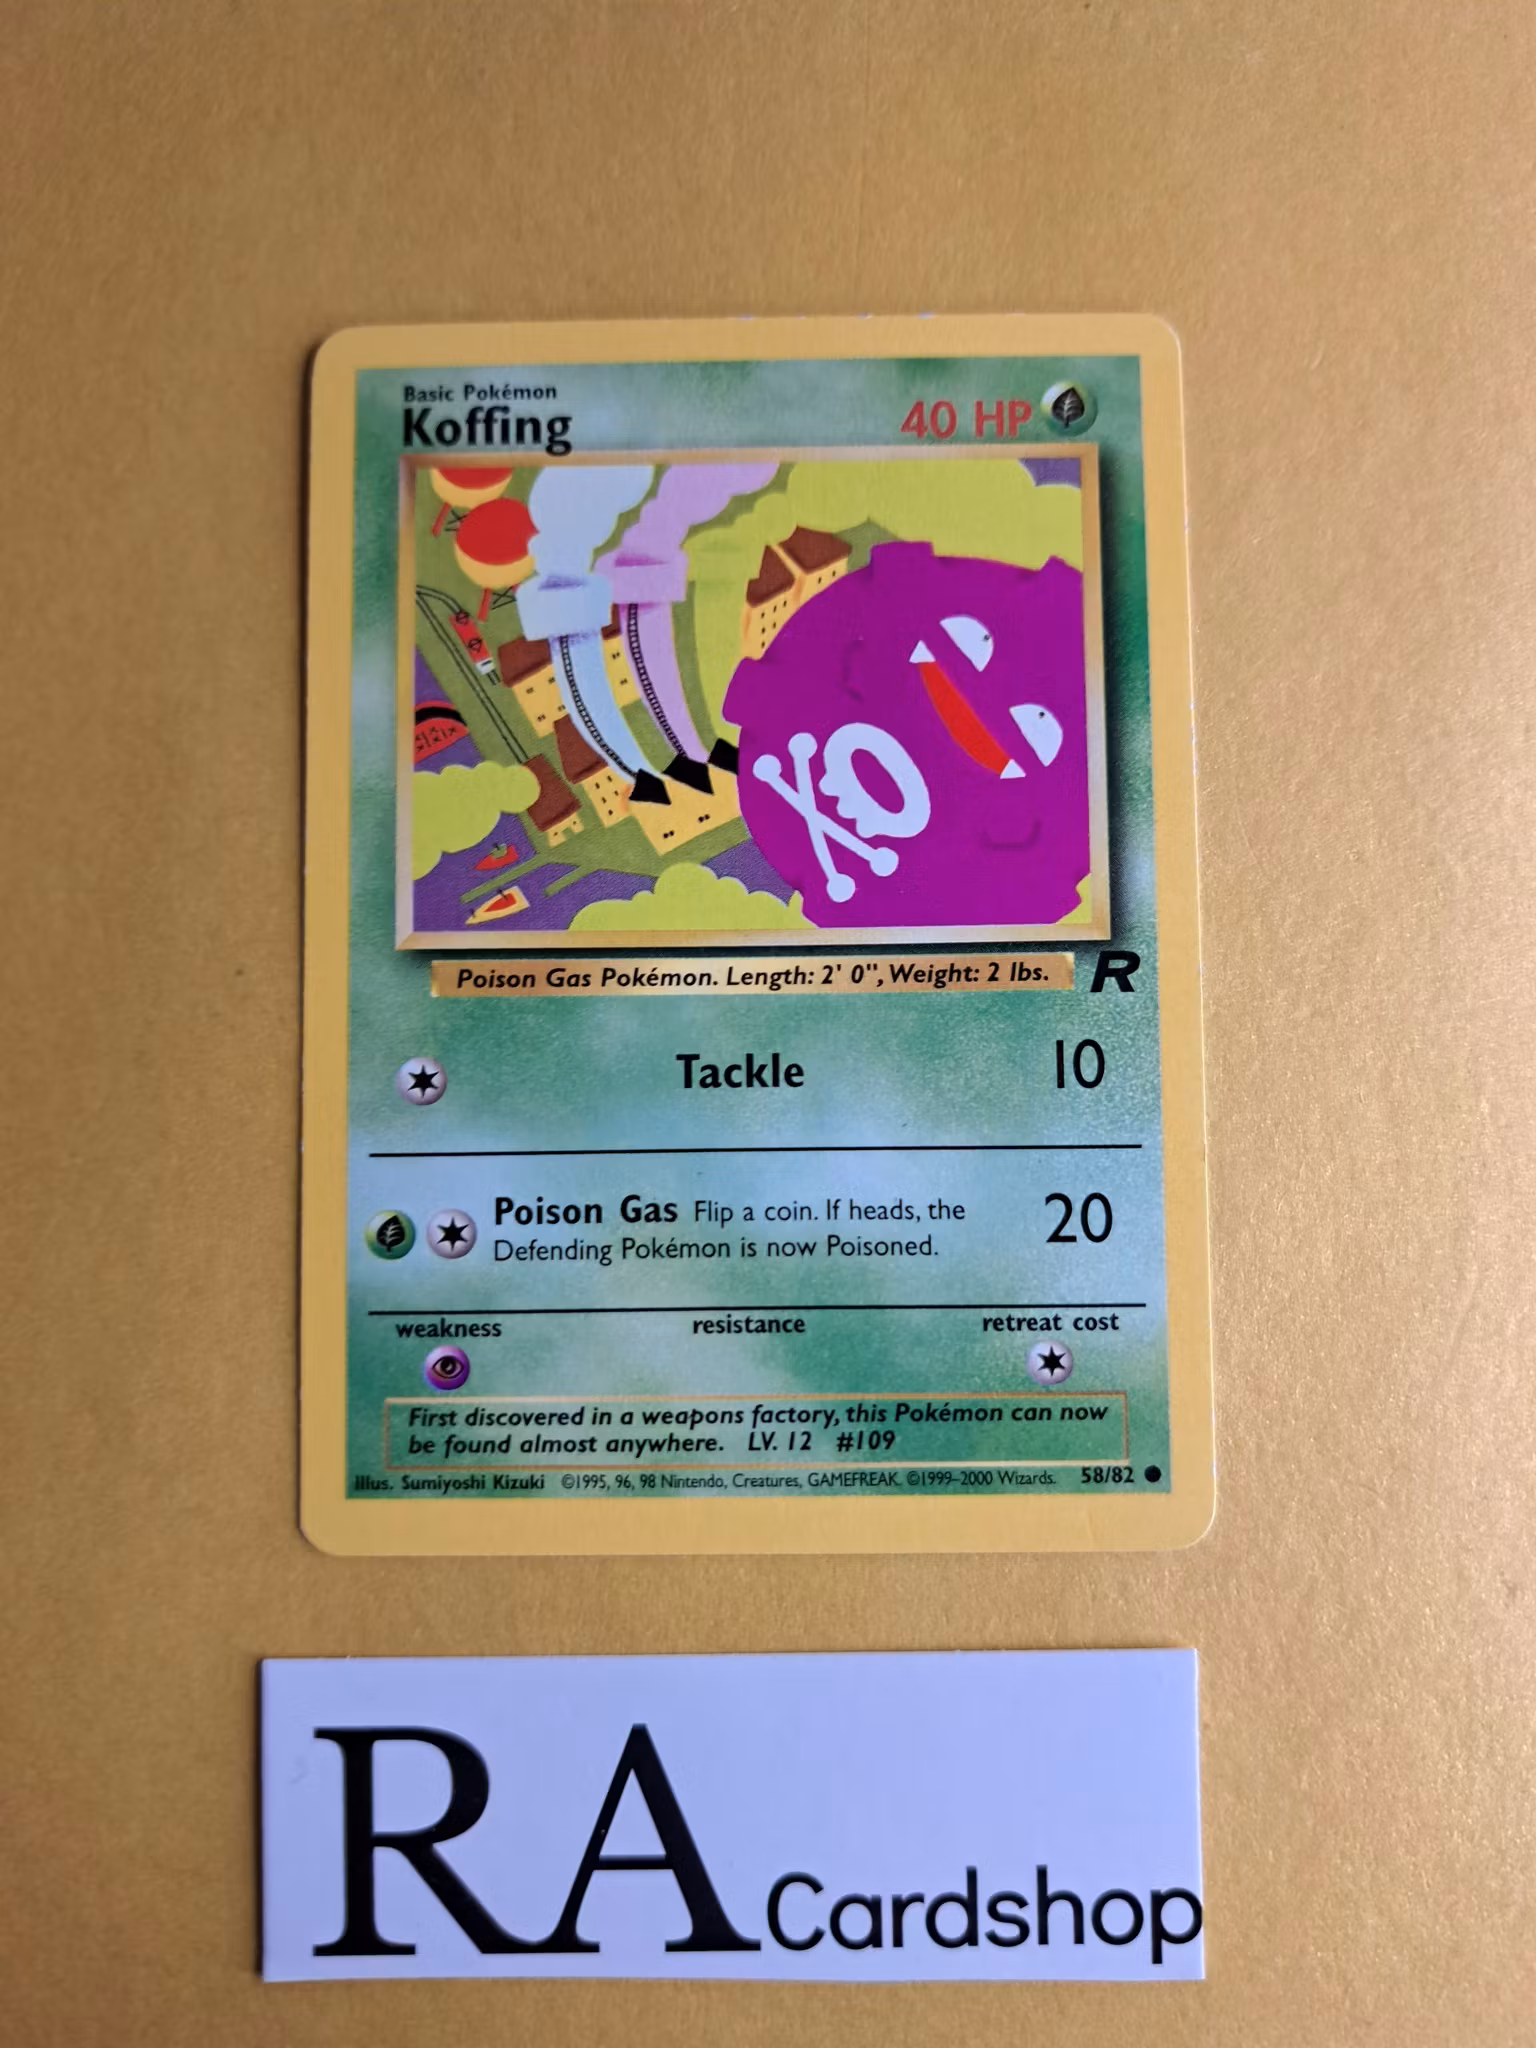 Basic Pokémon
Koffing
40 HP
Poison Gas Pokémon. Length: 2' 0", Weight: 2 lbs.
R
Tackle
10
Poison Gas Flip a coin. If heads, the
Defending Pokémon is now Poisoned.
20
weakness resistance retreat cost
First discovered in a weapons factory, this Pokémon can now
be found almost anywhere. LV. 12 #109
Illus. Sumiyoshi Kizuki ©1995, 96, 98 Nintendo, Creatures, GAMEFREAK. ©1999–2000 Wizards. 58/82
RA Cardshop